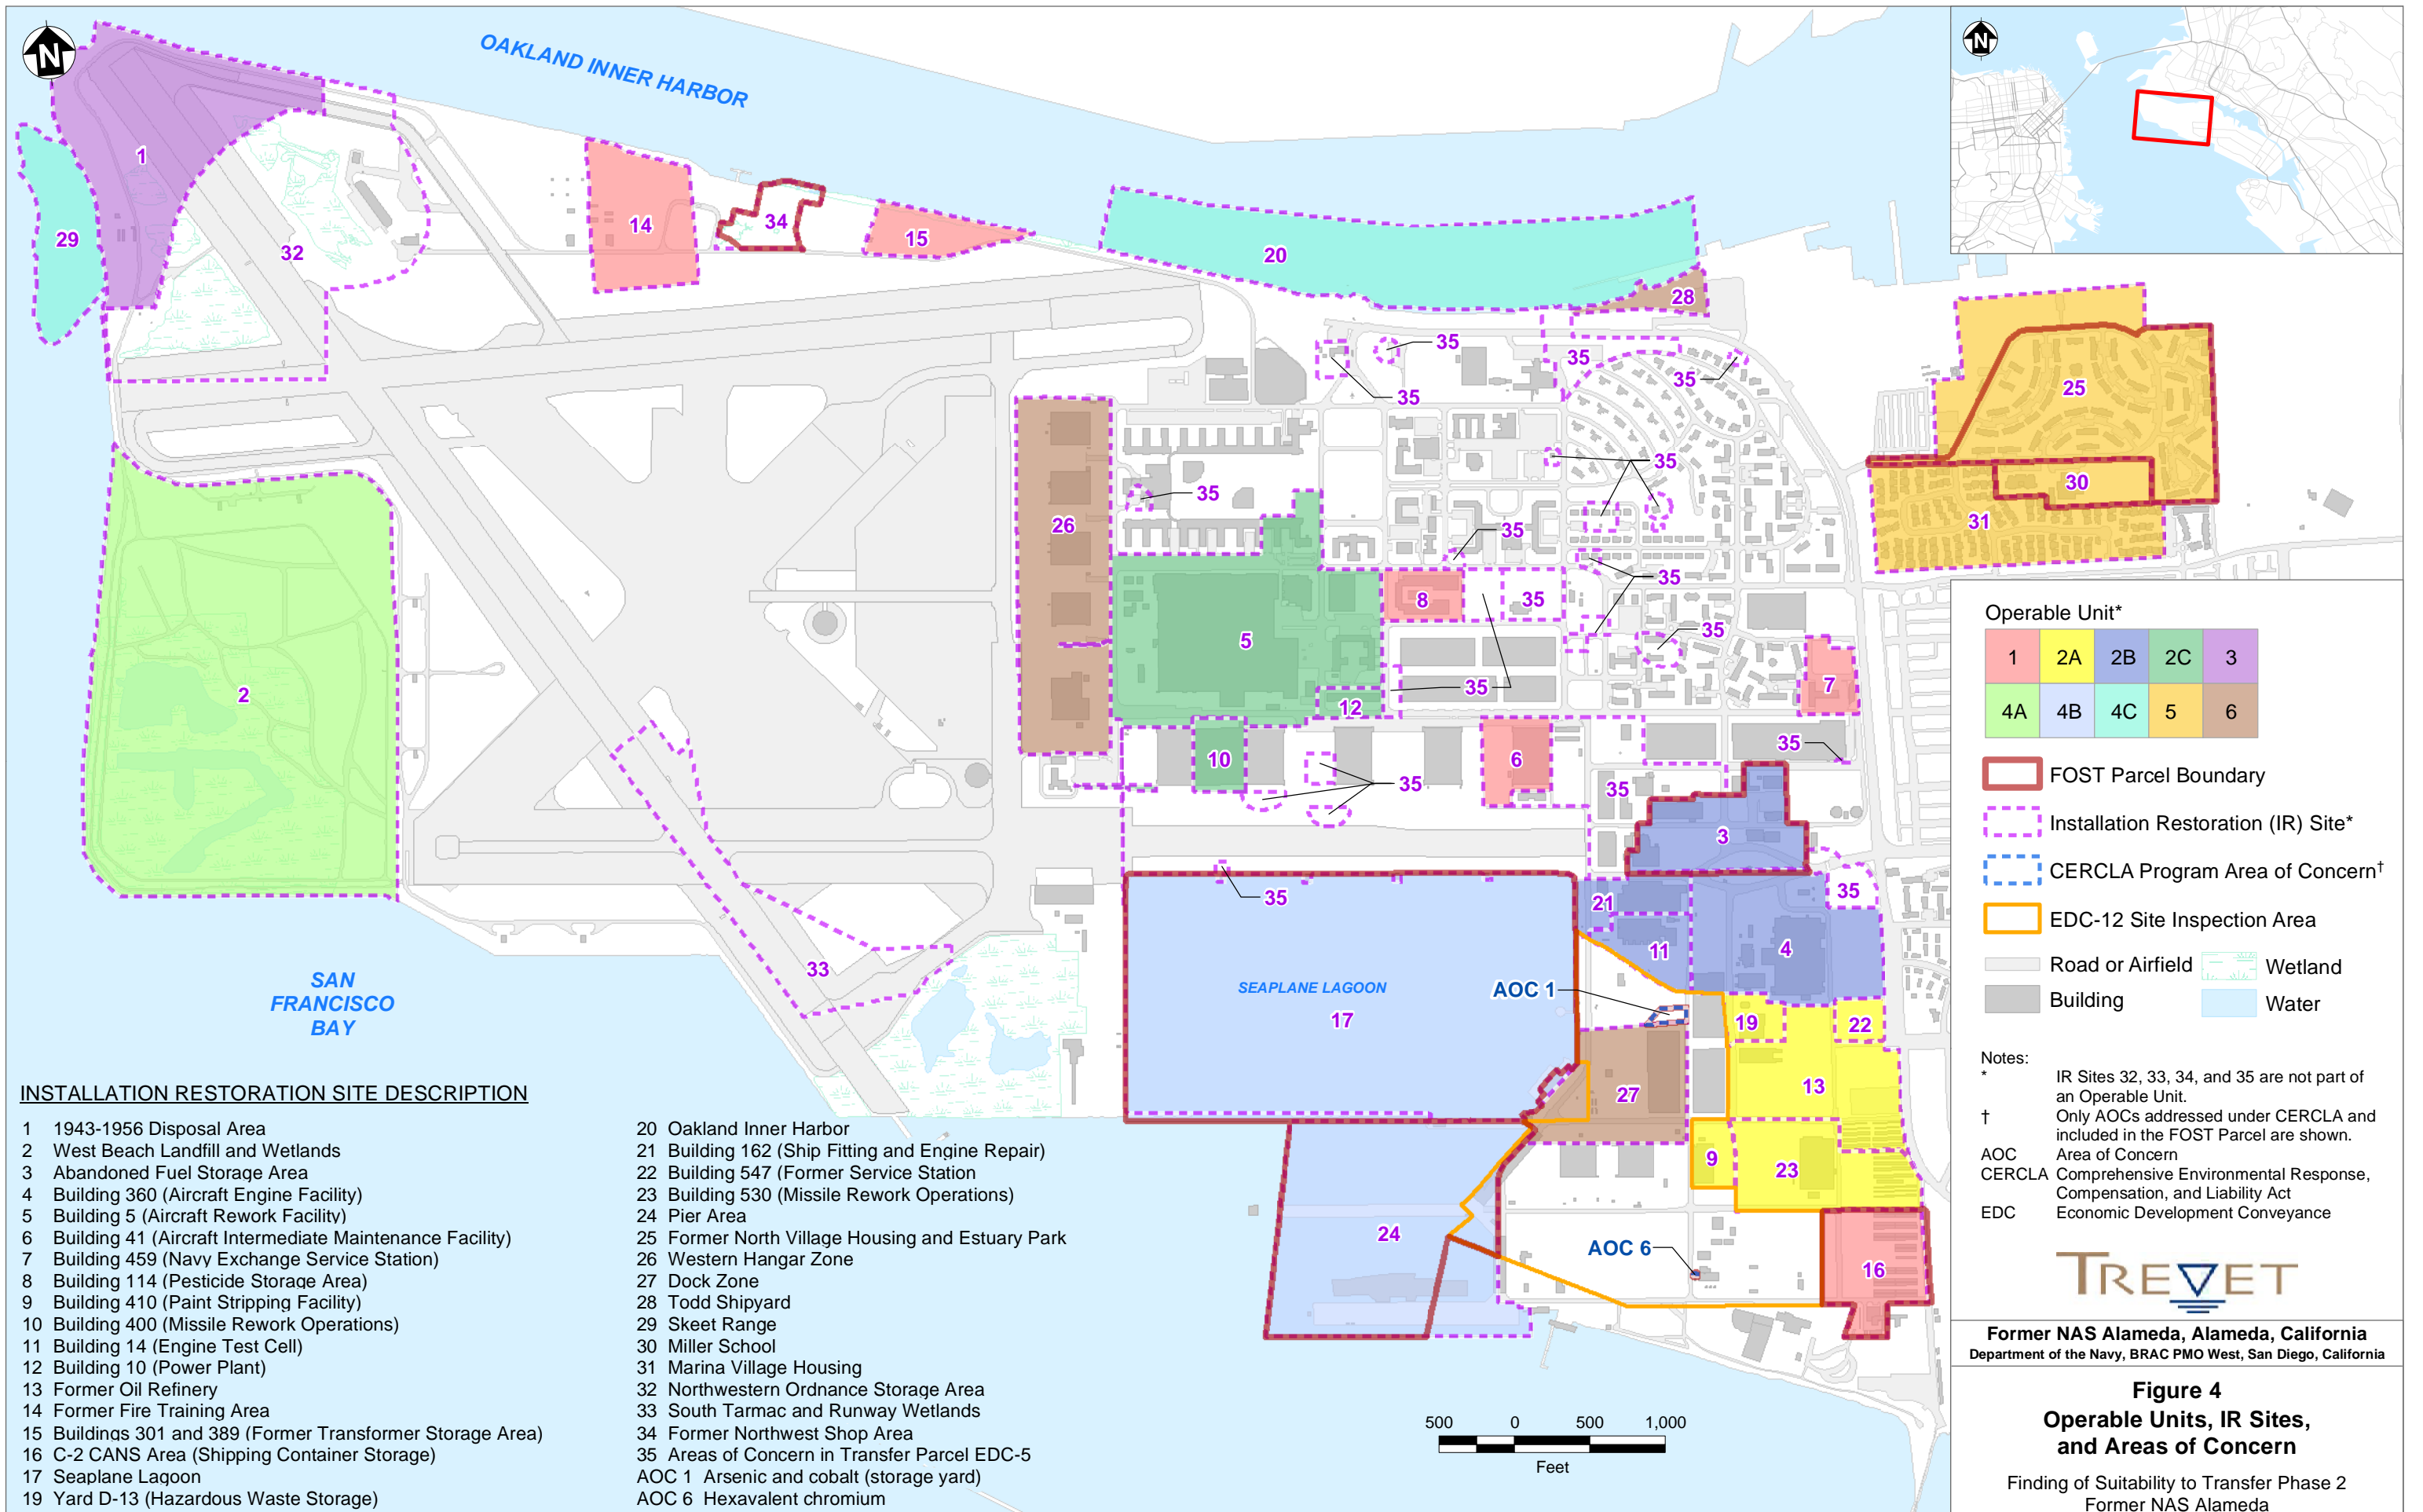 N
OAKLAND INNER HARBOR
N
1
29
32
14
34
15
20
28
35
35
35
35
25
30
31
26
35
35
35
35
5
8
35
35
7
2
12
35
10
6
35
35
35
3
35
21
35
11
4
33
SAN
FRANCISCO
BAY
SEAPLANE LAGOON
17
AOC 1
19
22
13
27
9
23
24
AOC 6
16
Operable Unit*
1 2A 2B 2C 3
4A 4B 4C 5 6
FOST Parcel Boundary
Installation Restoration (IR) Site*
CERCLA Program Area of Concern†
EDC-12 Site Inspection Area
Road or Airfield Wetland
Building Water
Notes:
* IR Sites 32, 33, 34, and 35 are not part of
an Operable Unit.
† Only AOCs addressed under CERCLA and
included in the FOST Parcel are shown.
AOC Area of Concern
CERCLA Comprehensive Environmental Response,
Compensation, and Liability Act
EDC Economic Development Conveyance
TREVET
Former NAS Alameda, Alameda, California
Department of the Navy, BRAC PMO West, San Diego, California
Figure 4
Operable Units, IR Sites,
and Areas of Concern
Finding of Suitability to Transfer Phase 2
Former NAS Alameda
INSTALLATION RESTORATION SITE DESCRIPTION
1 1943-1956 Disposal Area
2 West Beach Landfill and Wetlands
3 Abandoned Fuel Storage Area
4 Building 360 (Aircraft Engine Facility)
5 Building 5 (Aircraft Rework Facility)
6 Building 41 (Aircraft Intermediate Maintenance Facility)
7 Building 459 (Navy Exchange Service Station)
8 Building 114 (Pesticide Storage Area)
9 Building 410 (Paint Stripping Facility)
10 Building 400 (Missile Rework Operations)
11 Building 14 (Engine Test Cell)
12 Building 10 (Power Plant)
13 Former Oil Refinery
14 Former Fire Training Area
15 Buildings 301 and 389 (Former Transformer Storage Area)
16 C-2 CANS Area (Shipping Container Storage)
17 Seaplane Lagoon
19 Yard D-13 (Hazardous Waste Storage)
20 Oakland Inner Harbor
21 Building 162 (Ship Fitting and Engine Repair)
22 Building 547 (Former Service Station
23 Building 530 (Missile Rework Operations)
24 Pier Area
25 Former North Village Housing and Estuary Park
26 Western Hangar Zone
27 Dock Zone
28 Todd Shipyard
29 Skeet Range
30 Miller School
31 Marina Village Housing
32 Northwestern Ordnance Storage Area
33 South Tarmac and Runway Wetlands
34 Former Northwest Shop Area
35 Areas of Concern in Transfer Parcel EDC-5
AOC 1 Arsenic and cobalt (storage yard)
AOC 6 Hexavalent chromium
500 0 500 1,000
Feet